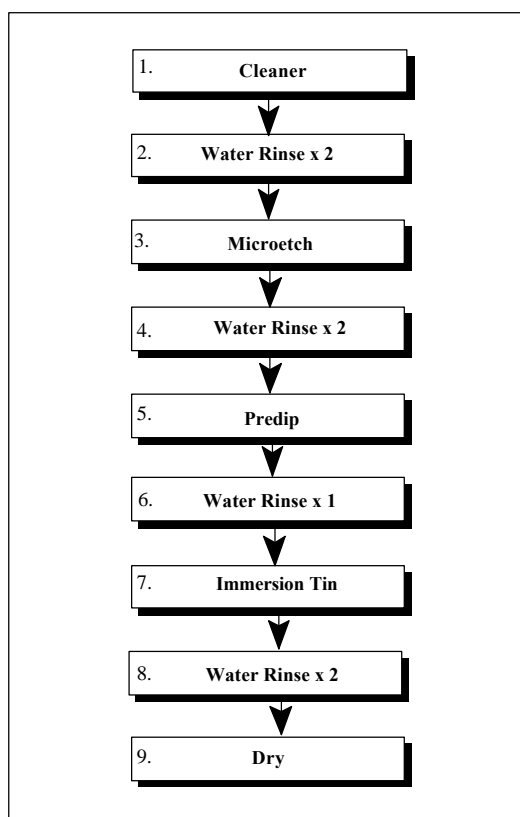 1. Cleaner
2. Water Rinse x 2
3. Microetch
4. Water Rinse x 2
5. Predip
6. Water Rinse x 1
7. Immersion Tin
8. Water Rinse x 2
9. Dry